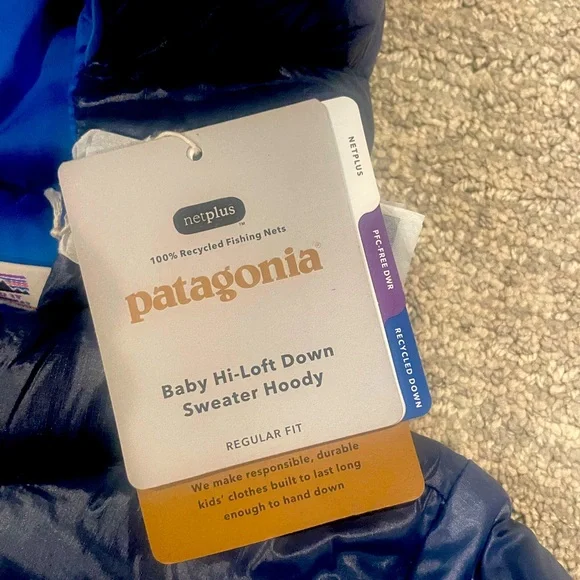 netplus™
100% Recycled Fishing Nets
patagonia®
Baby Hi-Loft Down
Sweater Hoody
REGULAR FIT
NETPLUS
PFC-FREE DWR
RECYCLED DOWN
We make responsible, durable
kids' clothes built to last long
enough to hand down